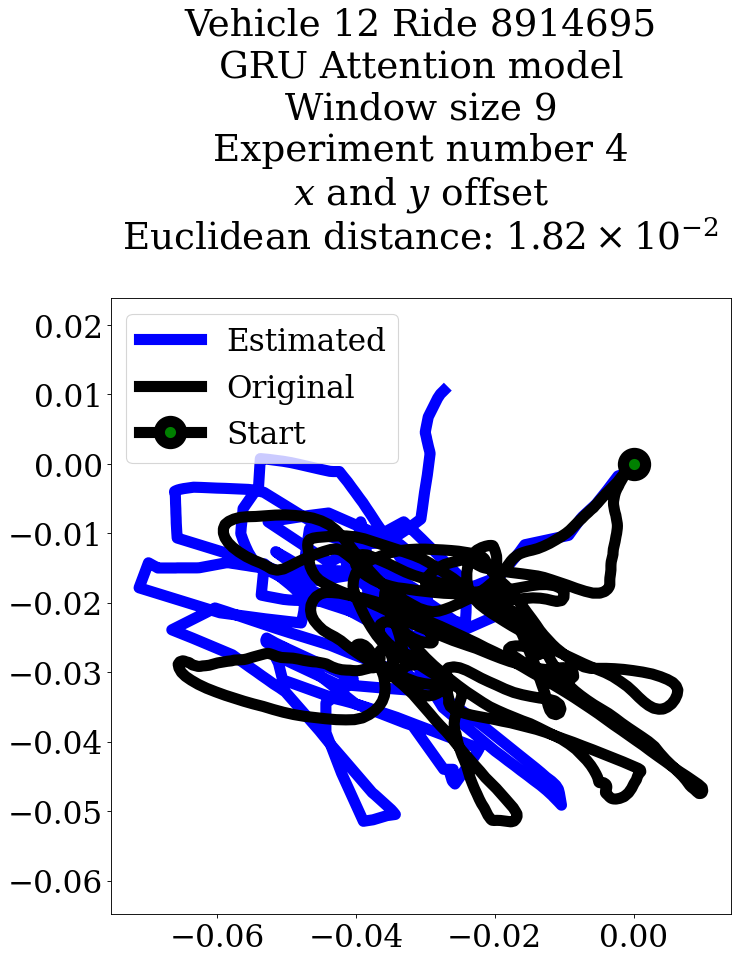 Vehicle 12 Ride 8914695
GRU Attention model
Window size 9
Experiment number 4
x and y offset
Euclidean distance: 1.82 × 10⁻²
Estimated
Original
Start
0.02
0.01
0.00
−0.01
−0.02
−0.03
−0.04
−0.05
−0.06
−0.06 −0.04 −0.02 0.00